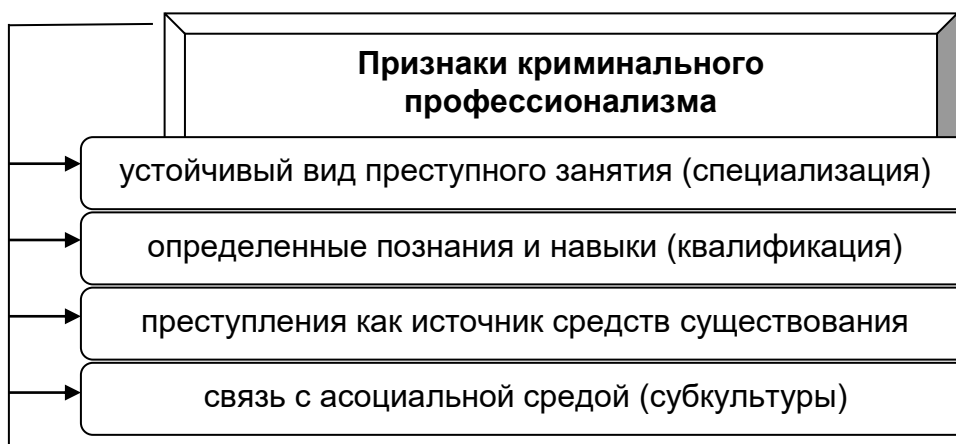 Признаки криминального
профессионализма
устойчивый вид преступного занятия (специализация)
определенные познания и навыки (квалификация)
преступления как источник средств существования
связь с асоциальной средой (субкультуры)